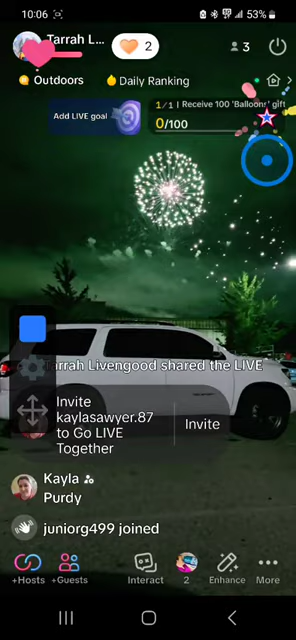 10:06
53%
Tarrah L...
2
3
Outdoors
Daily Ranking
Add LIVE goal
1/1 | Receive 100 'Balloons' gift
0/100
Tarrah Livengood shared the LIVE
Invite
kaylasawyer.87
to Go LIVE
Together
Invite
Kayla
Purdy
juniorg499 joined
+Hosts
+Guests
Interact
2
Enhance
More